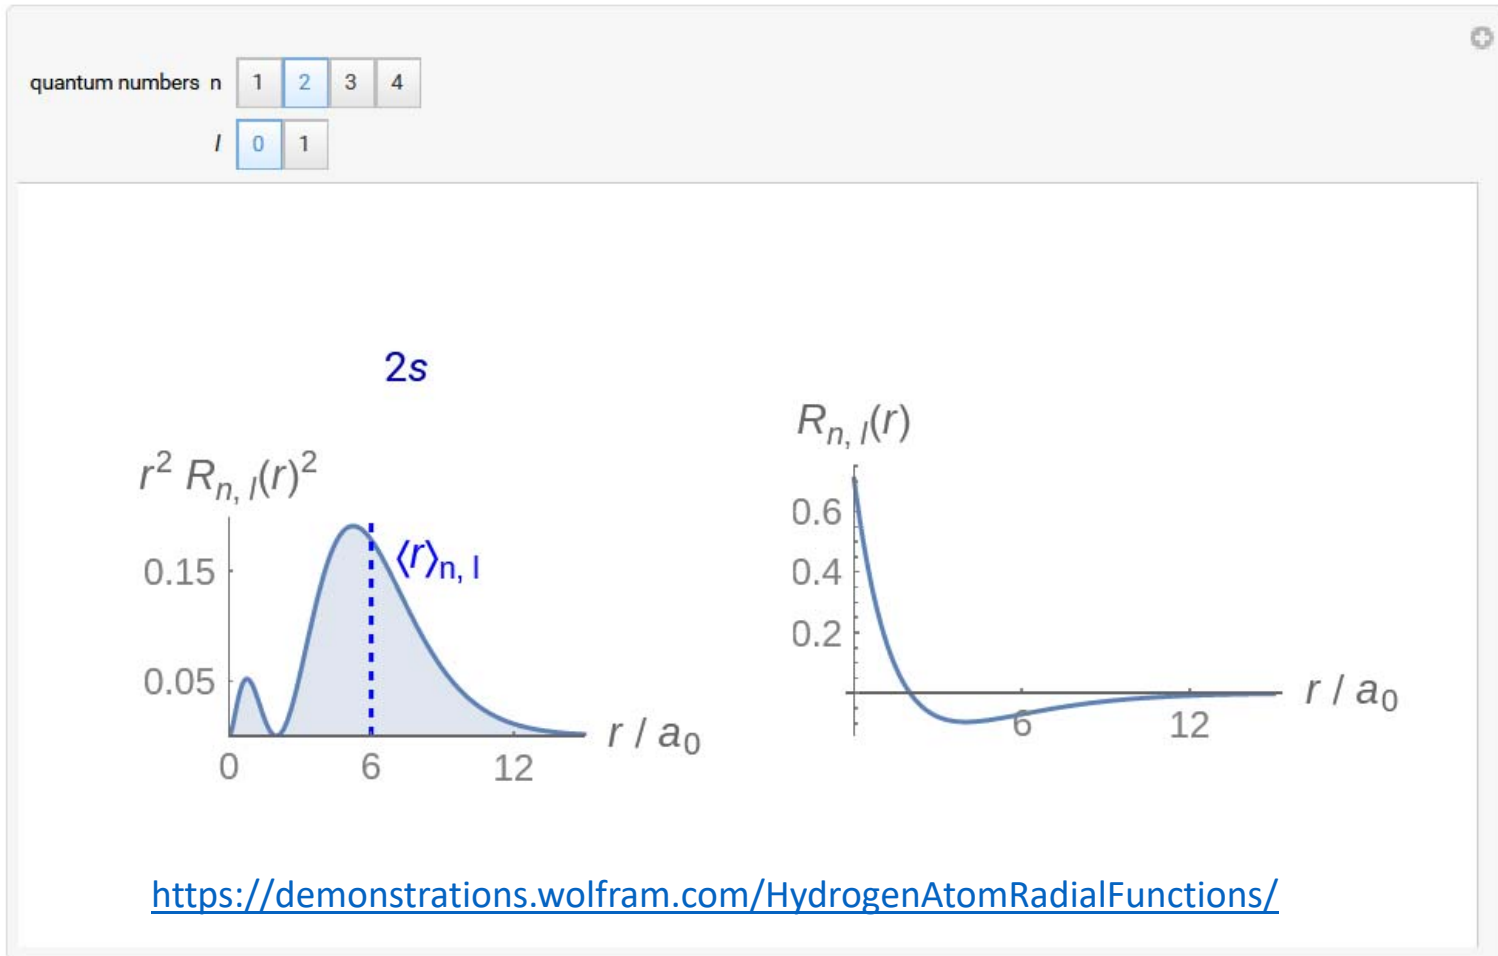 quantum numbers n 1 2 3 4
l 0 1
2s
r² Rn, l(r)²
0.15
0.05
⟨r⟩n, l
0 6 12
r / a₀
Rn, l(r)
0.6
0.4
0.2
6 12
r / a₀
https://demonstrations.wolfram.com/HydrogenAtomRadialFunctions/